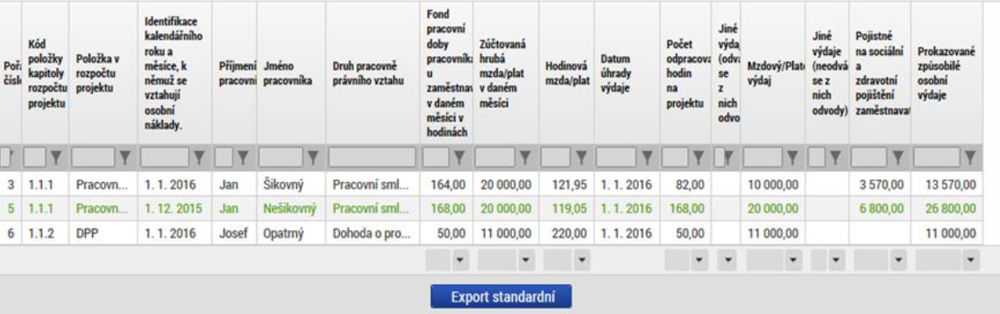 Poř. čísl
Kód položky kapitoly rozpočtu projektu
Položka v rozpočtu projektu
Identifikace kalendářního roku a měsíce, k němuž se vztahují osobní náklady.
Příjmení pracovní
Jméno pracovníka
Druh pracovně právního vztahu
Fond pracovní doby pracovníka u zaměstnav v daném měsíci v hodinách
Zúčtovaná hrubá mzda/plat v daném měsíci
Hodinová mzda/plat
Datum úhrady výdaje
Počet odpracova hodin na projektu
Jiné výda (odva se z nich odvo
Mzdový/Plat výdaj
Jiné výdaje (neodvá se z nich odvody)
Pojistné na sociální a zdravotní pojištění zaměstnavat
Prokazované způsobilé osobní výdaje
3 1.1.1 Pracovn... 1. 1. 2016 Jan Šikovný Pracovní sml... 164,00 20 000,00 121,95 1. 1. 2016 82,00 10 000,00 3 570,00 13 570,00
5 1.1.1 Pracovn... 1. 12. 2015 Jan Nešikovný Pracovní sml... 168,00 20 000,00 119,05 1. 1. 2016 168,00 20 000,00 6 800,00 26 800,00
6 1.1.2 DPP 1. 1. 2016 Josef Opatrný Dohoda o pro... 50,00 11 000,00 220,00 1. 1. 2016 50,00 11 000,00 11 000,00
Export standardní